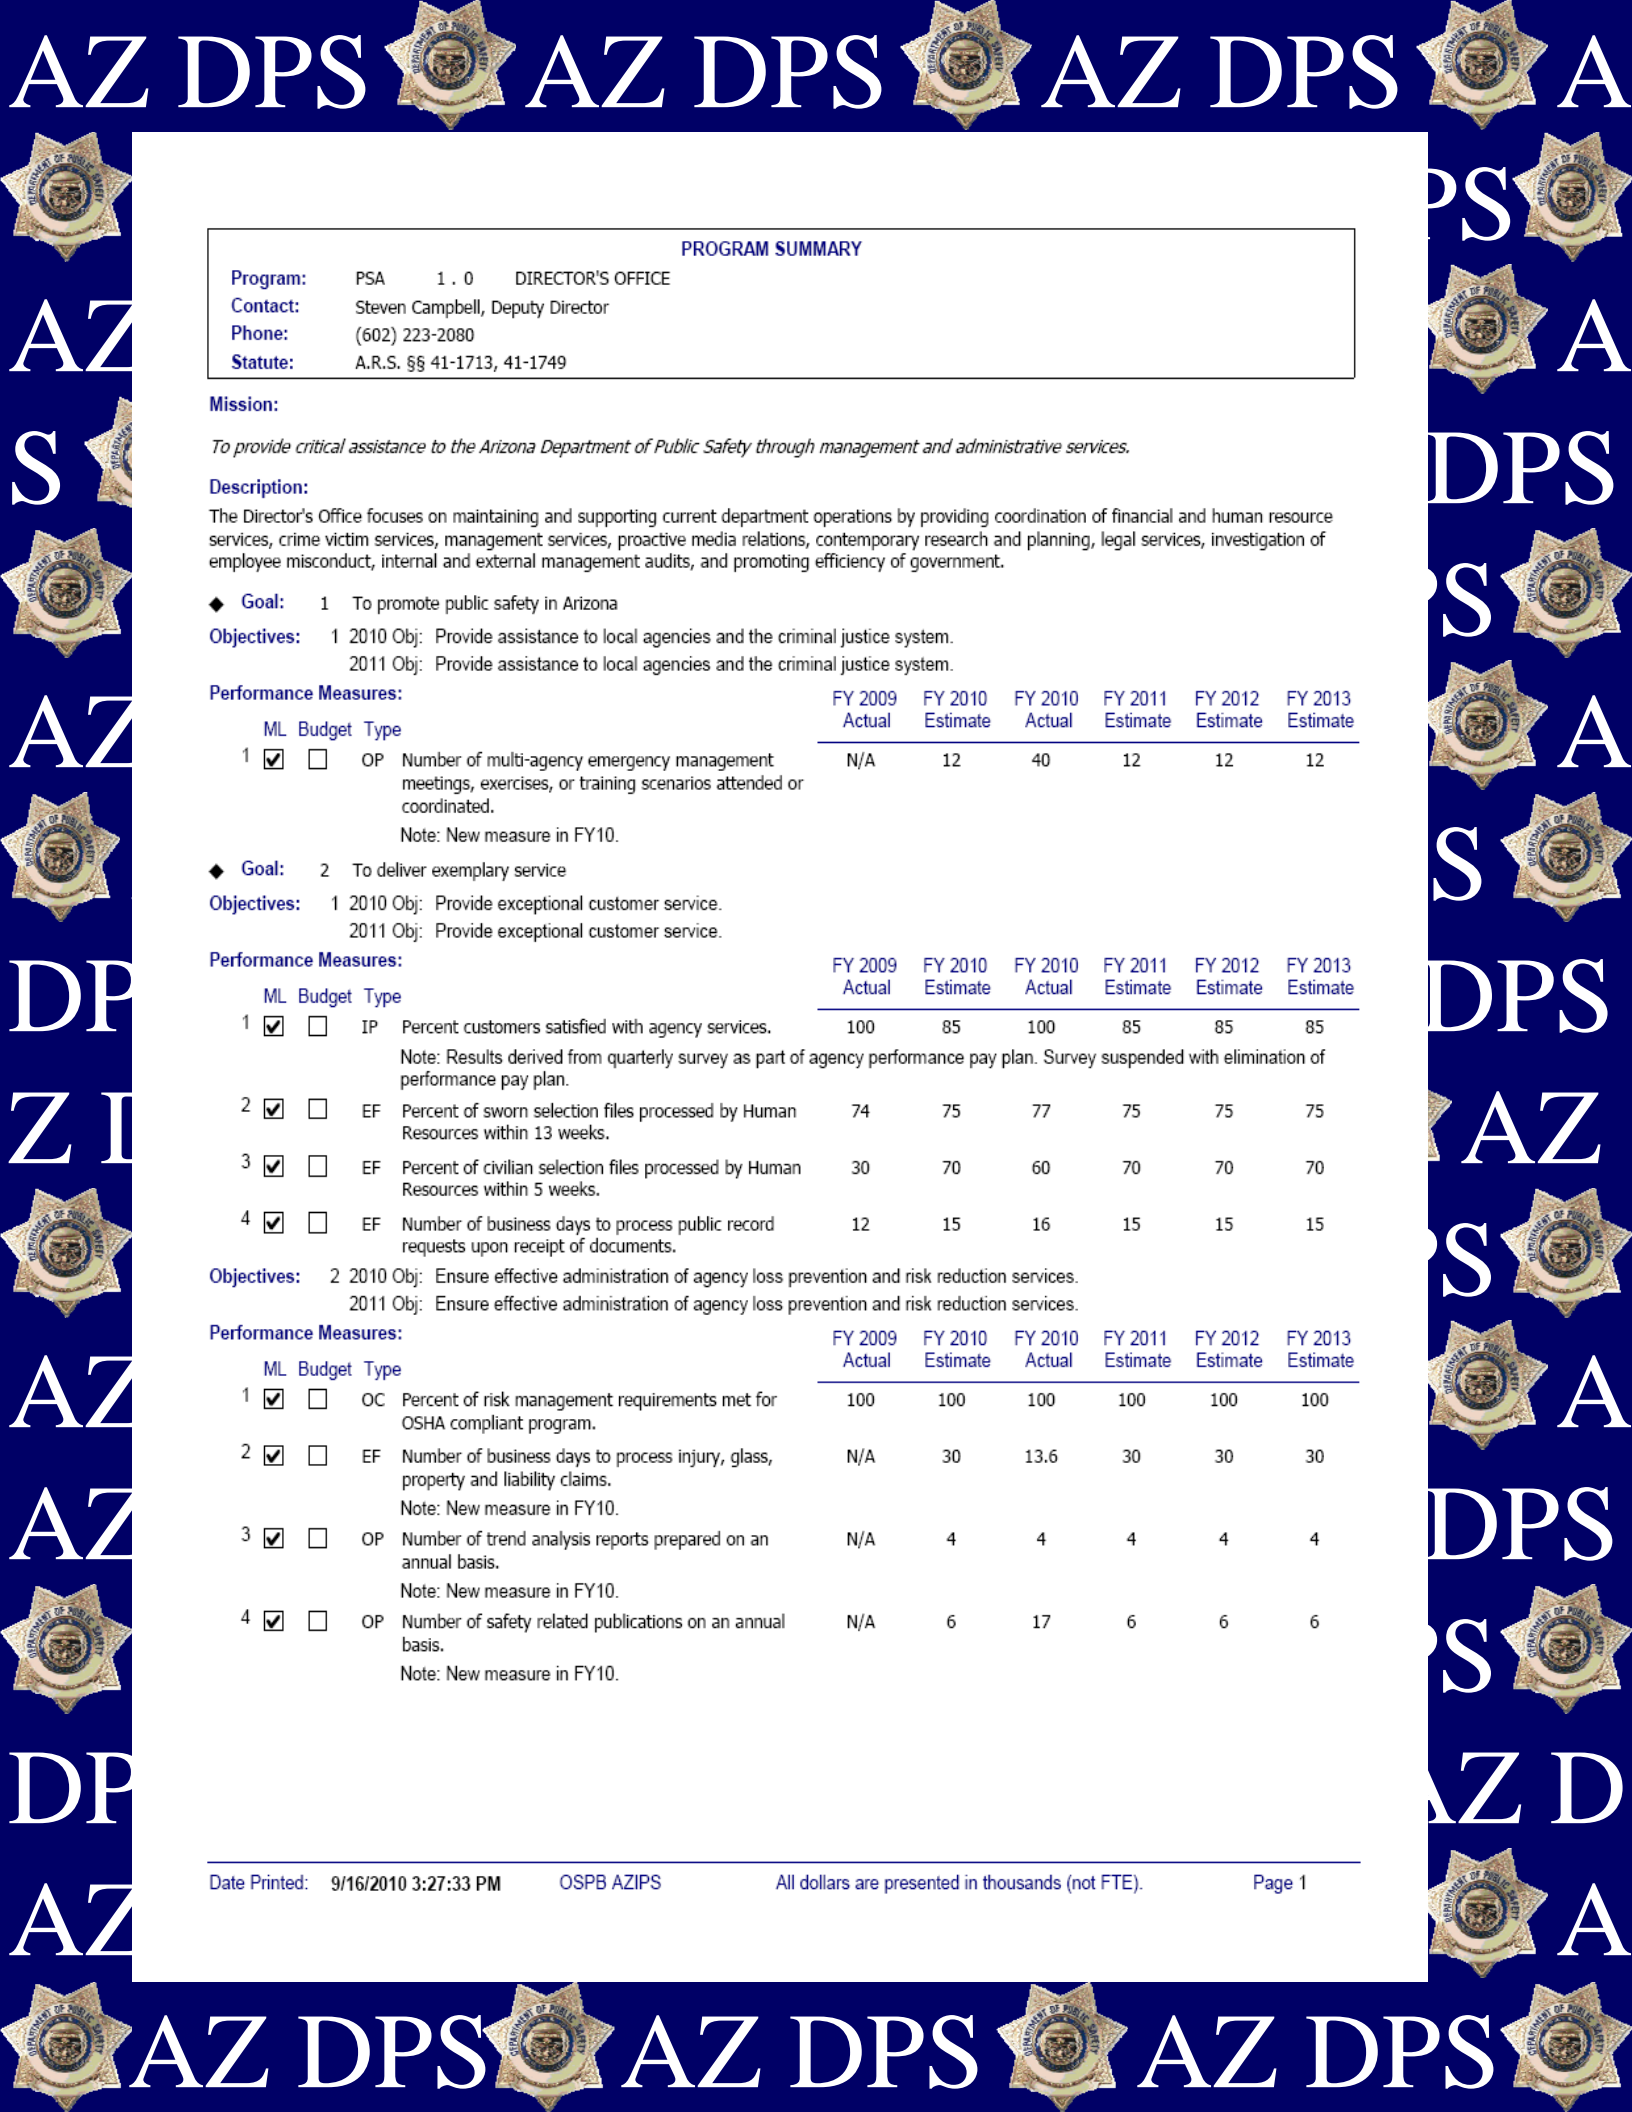 AZ DPS AZ DPS AZ DPS A
PS
AZ A
S DPS
S
AZ A
S
DP DPS
Z D AZ
S
AZ A
AZ DPS
PS
DP AZ D
AZ A
AZ DPS AZ DPS AZ DPS
PROGRAM SUMMARY
Program: PSA 1 . 0 DIRECTOR'S OFFICE
Contact: Steven Campbell, Deputy Director
Phone: (602) 223-2080
Statute: A.R.S. §§ 41-1713, 41-1749
Mission:
To provide critical assistance to the Arizona Department of Public Safety through management and administrative services.
Description:
The Director's Office focuses on maintaining and supporting current department operations by providing coordination of financial and human resource
services, crime victim services, management services, proactive media relations, contemporary research and planning, legal services, investigation of
employee misconduct, internal and external management audits, and promoting efficiency of government.
◆ Goal: 1 To promote public safety in Arizona
Objectives: 1 2010 Obj: Provide assistance to local agencies and the criminal justice system.
2011 Obj: Provide assistance to local agencies and the criminal justice system.
Performance Measures: FY 2009 FY 2010 FY 2010 FY 2011 FY 2012 FY 2013
Actual Estimate Actual Estimate Estimate Estimate
ML Budget Type
1 OP Number of multi-agency emergency management N/A 12 40 12 12 12
meetings, exercises, or training scenarios attended or
coordinated.
Note: New measure in FY10.
◆ Goal: 2 To deliver exemplary service
Objectives: 1 2010 Obj: Provide exceptional customer service.
2011 Obj: Provide exceptional customer service.
Performance Measures: FY 2009 FY 2010 FY 2010 FY 2011 FY 2012 FY 2013
Actual Estimate Actual Estimate Estimate Estimate
ML Budget Type
1 IP Percent customers satisfied with agency services. 100 85 100 85 85 85
Note: Results derived from quarterly survey as part of agency performance pay plan. Survey suspended with elimination of
performance pay plan.
2 EF Percent of sworn selection files processed by Human 74 75 77 75 75 75
Resources within 13 weeks.
3 EF Percent of civilian selection files processed by Human 30 70 60 70 70 70
Resources within 5 weeks.
4 EF Number of business days to process public record 12 15 16 15 15 15
requests upon receipt of documents.
Objectives: 2 2010 Obj: Ensure effective administration of agency loss prevention and risk reduction services.
2011 Obj: Ensure effective administration of agency loss prevention and risk reduction services.
Performance Measures: FY 2009 FY 2010 FY 2010 FY 2011 FY 2012 FY 2013
Actual Estimate Actual Estimate Estimate Estimate
ML Budget Type
1 OC Percent of risk management requirements met for 100 100 100 100 100 100
OSHA compliant program.
2 EF Number of business days to process injury, glass, N/A 30 13.6 30 30 30
property and liability claims.
Note: New measure in FY10.
3 OP Number of trend analysis reports prepared on an N/A 4 4 4 4 4
annual basis.
Note: New measure in FY10.
4 OP Number of safety related publications on an annual N/A 6 17 6 6 6
basis.
Note: New measure in FY10.
Date Printed: 9/16/2010 3:27:33 PM OSPB AZIPS All dollars are presented in thousands (not FTE). Page 1